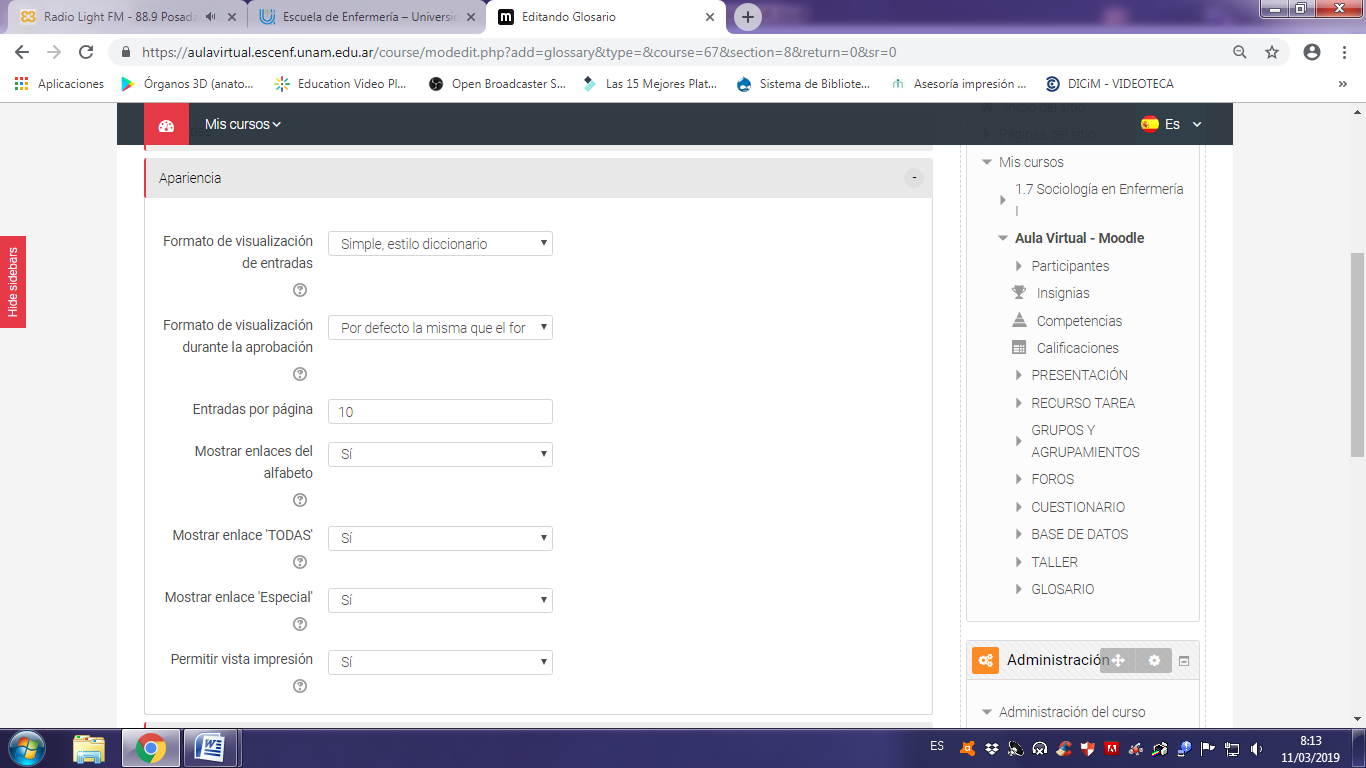 Radio Light FM - 88.9 Posada
Escuela de Enfermería – Universid
Editando Glosario
https://aulavirtual.escenf.unam.edu.ar/course/modedit.php?add=glossary&type=&course=67&section=8&return=0&sr=0
Aplicaciones
Órganos 3D (anato...
Education Video Pl...
Open Broadcaster S...
Las 15 Mejores Plat...
Sistema de Bibliote...
Asesoría impresión ...
DICiM - VIDEOTECA
»
Mis cursos
Es
Hide sidebars
Apariencia
-
Formato de visualización
de entradas
Simple, estilo diccionario
Formato de visualización
durante la aprobación
Por defecto la misma que el for
Entradas por página
10
Mostrar enlaces del
alfabeto
Sí
Mostrar enlace 'TODAS'
Sí
Mostrar enlace 'Especial'
Sí
Permitir vista impresión
Sí
Páginas del sitio
Mis cursos
1.7 Sociología en Enfermería
I
Aula Virtual - Moodle
Participantes
Insignias
Competencias
Calificaciones
PRESENTACIÓN
RECURSO TAREA
GRUPOS Y
AGRUPAMIENTOS
FOROS
CUESTIONARIO
BASE DE DATOS
TALLER
GLOSARIO
Administración
Administración del curso
ES
8:13
11/03/2019